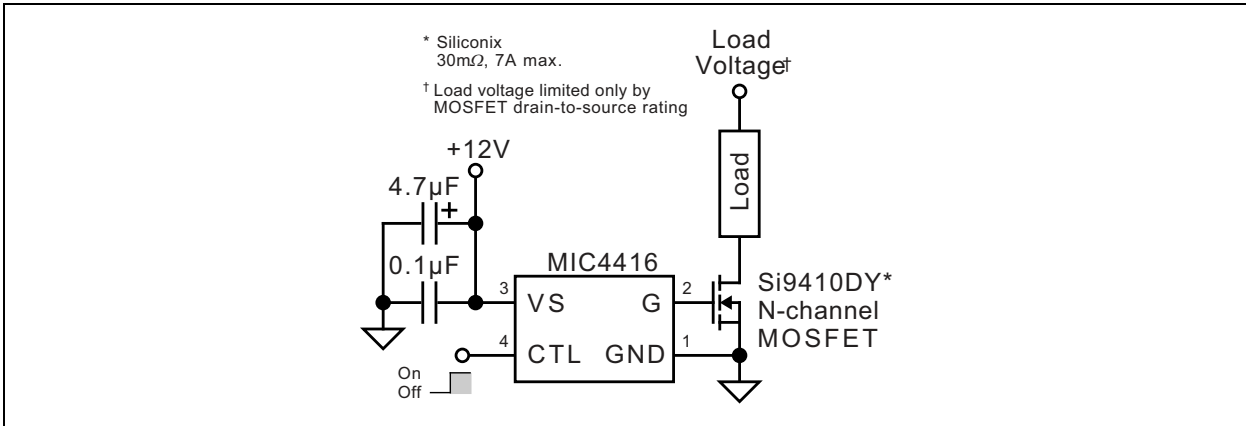 * Siliconix
30mΩ, 7A max.
† Load voltage limited only by
MOSFET drain-to-source rating
Load
Voltage†
+12V
4.7µF
+
0.1µF
Load
MIC4416
3
VS
G
2
4
CTL
GND
1
Si9410DY*
N-channel
MOSFET
On
Off